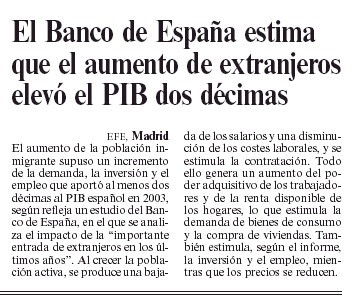 El Banco de España estima
que el aumento de extranjeros
elevó el PIB dos décimas
EFE, Madrid
El aumento de la población in-
migrante supuso un incremento
de la demanda, la inversión y el
empleo que aportó al menos dos
décimas al PIB español en 2003,
según refleja un estudio del Ban-
co de España, en el que se anali-
za el impacto de la “importante
entrada de extranjeros en los úl-
timos años”. Al crecer la pobla-
ción activa, se produce una baja-
da de los salarios y una disminu-
ción de los costes laborales, y se
estimula la contratación. Todo
ello genera un aumento del po-
der adquisitivo de los trabajado-
res y de la renta disponible de
los hogares, lo que estimula la
demanda de bienes de consumo
y la compra de viviendas. Tam-
bién estimula, según el informe,
la inversión y el empleo, mien-
tras que los precios se reducen.